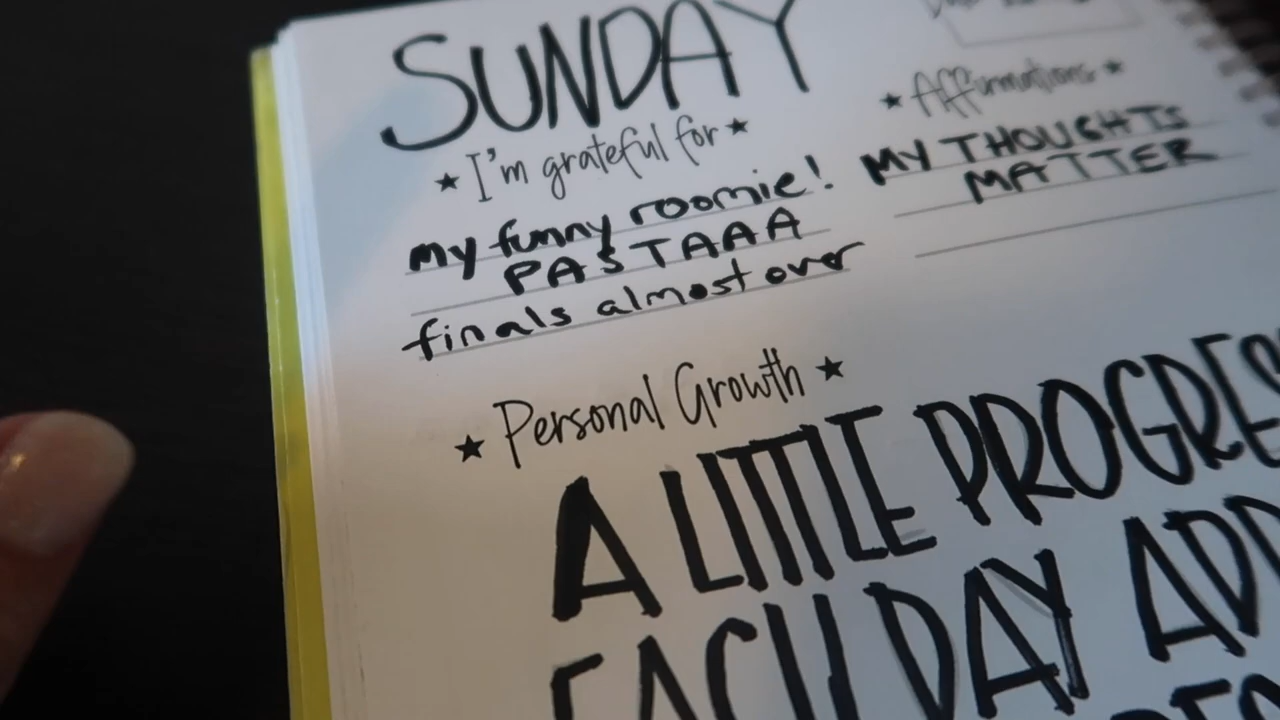 SUNDAY
★ I'm grateful for ★
my funny roomie!
PASTAAA
finals almost over
★ Affirmations ★
MY THOUGHTS
MATTER
★ Personal Growth ★
A LITTLE PROGRES
EACH DAY ADD